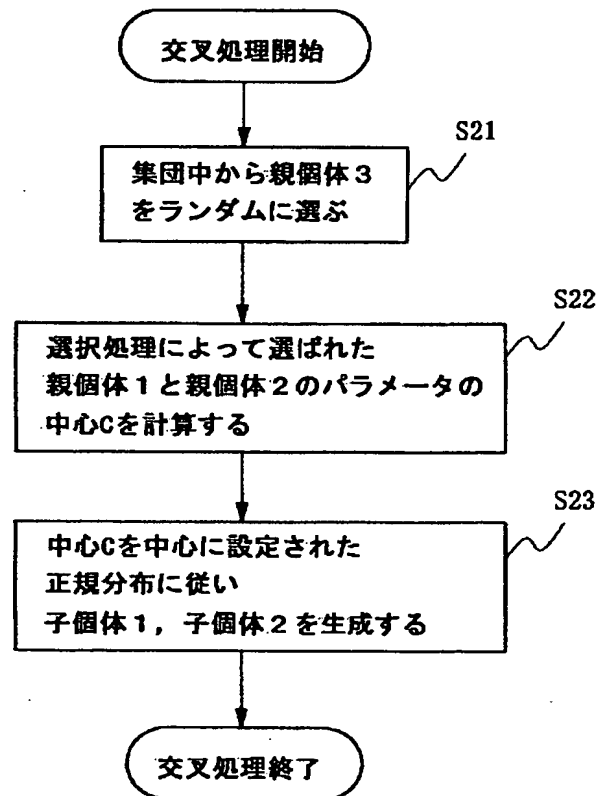 交叉処理開始
S21
集団中から親個体3
をランダムに選ぶ
S22
選択処理によって選ばれた
親個体1と親個体2のパラメータの
中心Cを計算する
S23
中心Cを中心に設定された
正規分布に従い
子個体1，子個体2を生成する
交叉処理終了